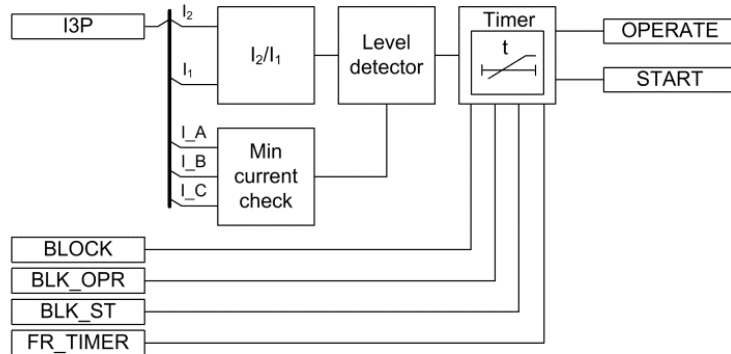 I3P
I₂
I₁
I₂/I₁
Level
detector
Timer
t
OPERATE
START
I_A
I_B
I_C
Min
current
check
BLOCK
BLK_OPR
BLK_ST
FR_TIMER